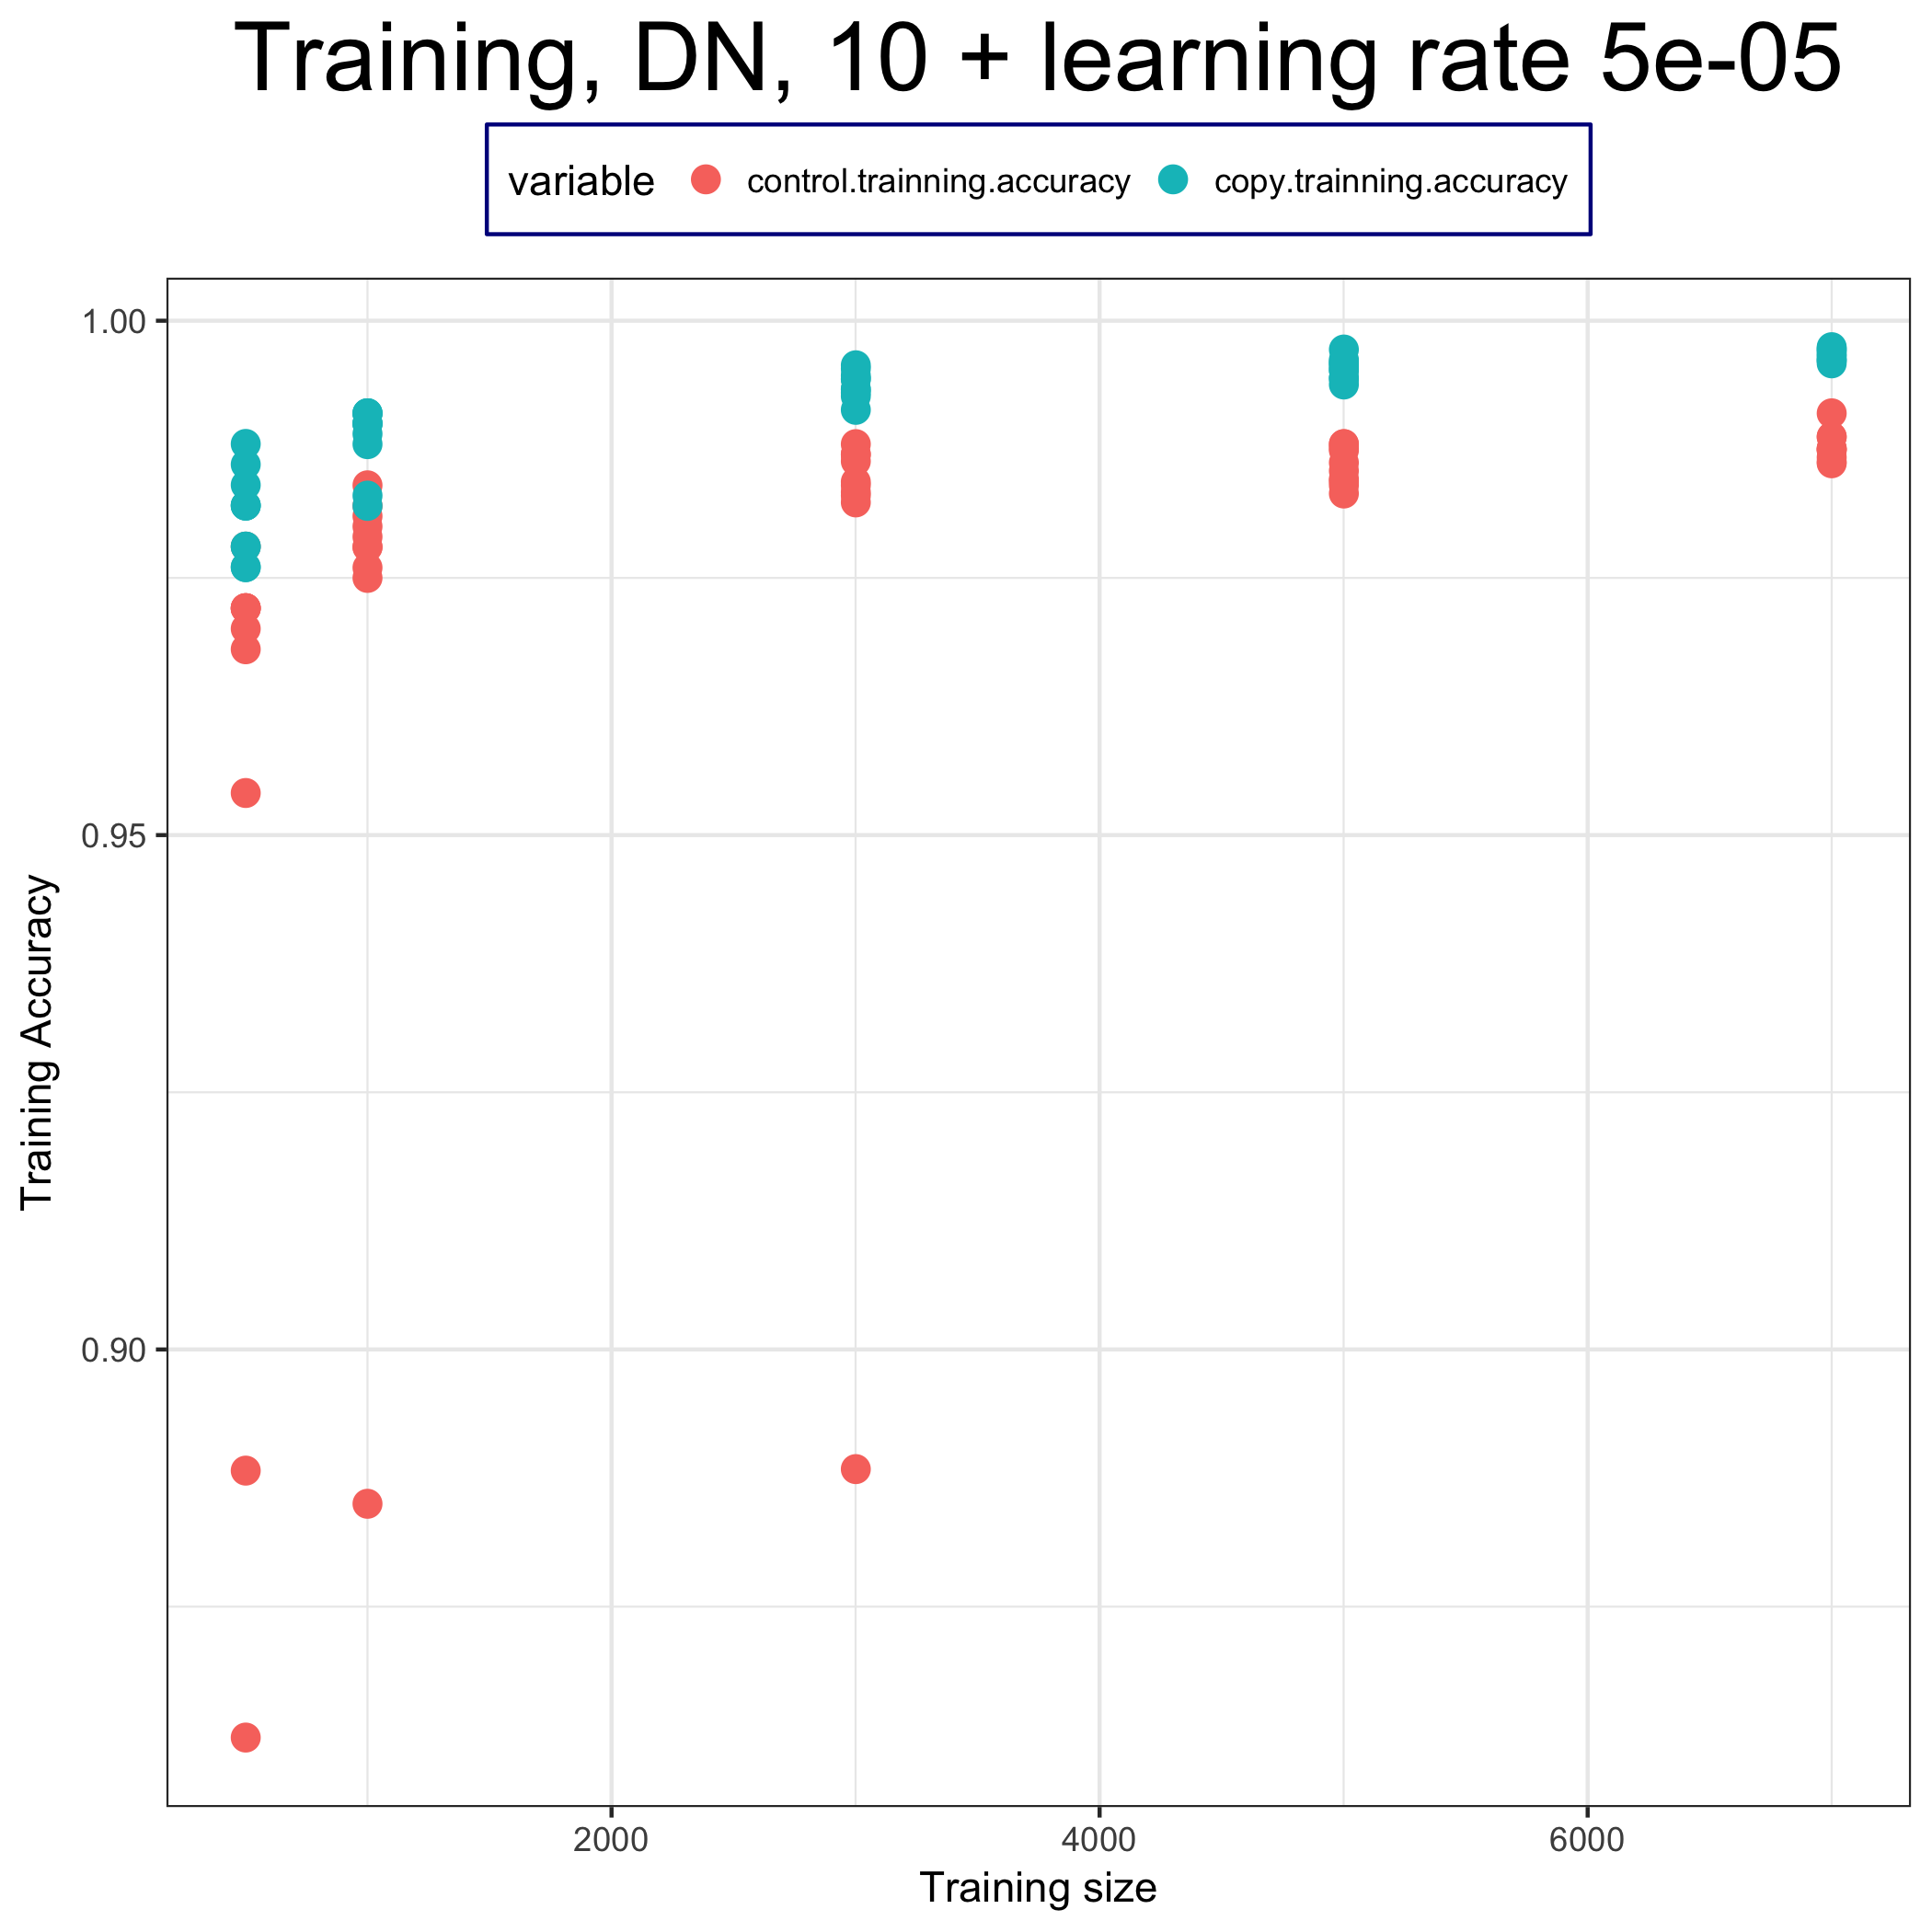 Training, DN, 10 + learning rate 5e-05
variable control.trainning.accuracy copy.trainning.accuracy
1.00
0.95
0.90
Training Accuracy
2000 4000 6000
Training size